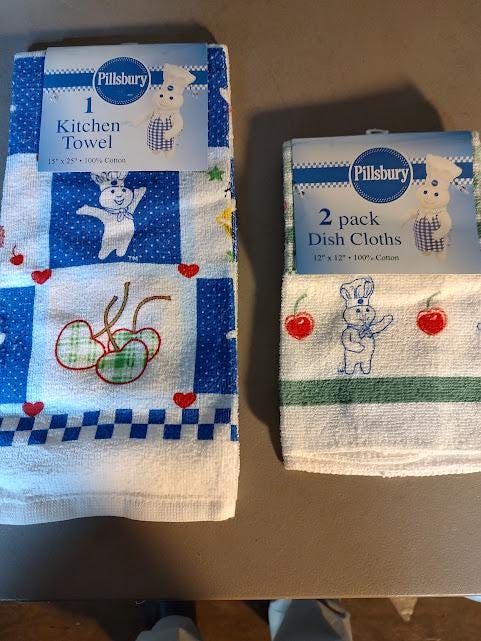 Pillsbury
1
Kitchen
Towel
15" x 25" • 100% Cotton
TM
Pillsbury
2 pack
Dish Cloths
12" x 12" • 100% Cotton